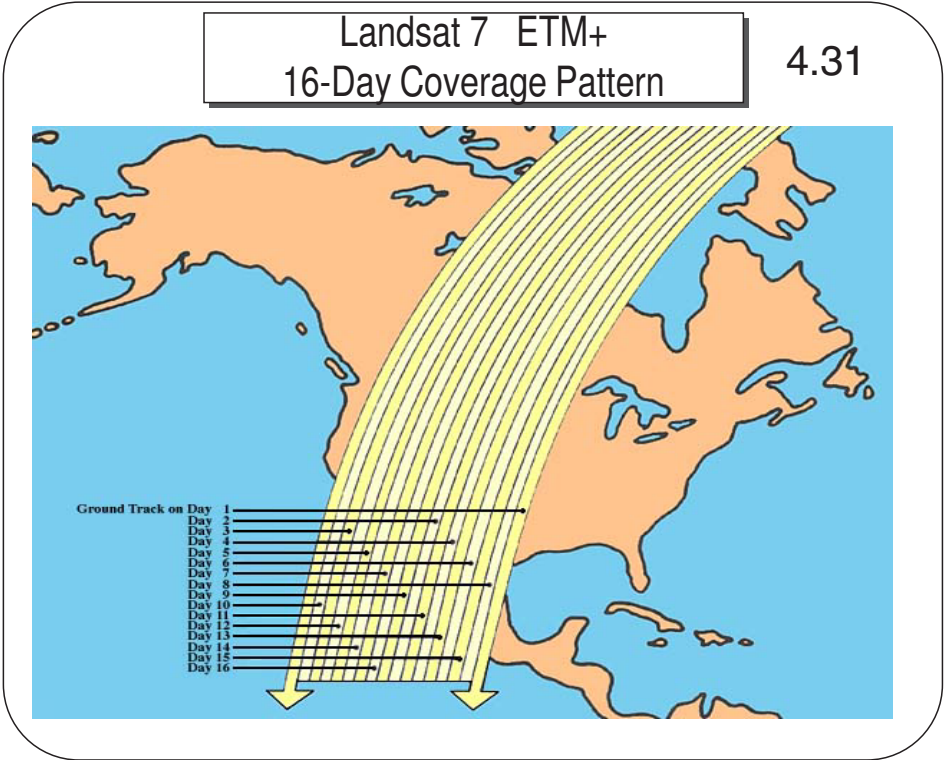 Landsat 7 ETM+
16-Day Coverage Pattern
4.31
Ground Track on Day 1
Day 2
Day 3
Day 4
Day 5
Day 6
Day 7
Day 8
Day 9
Day 10
Day 11
Day 12
Day 13
Day 14
Day 15
Day 16